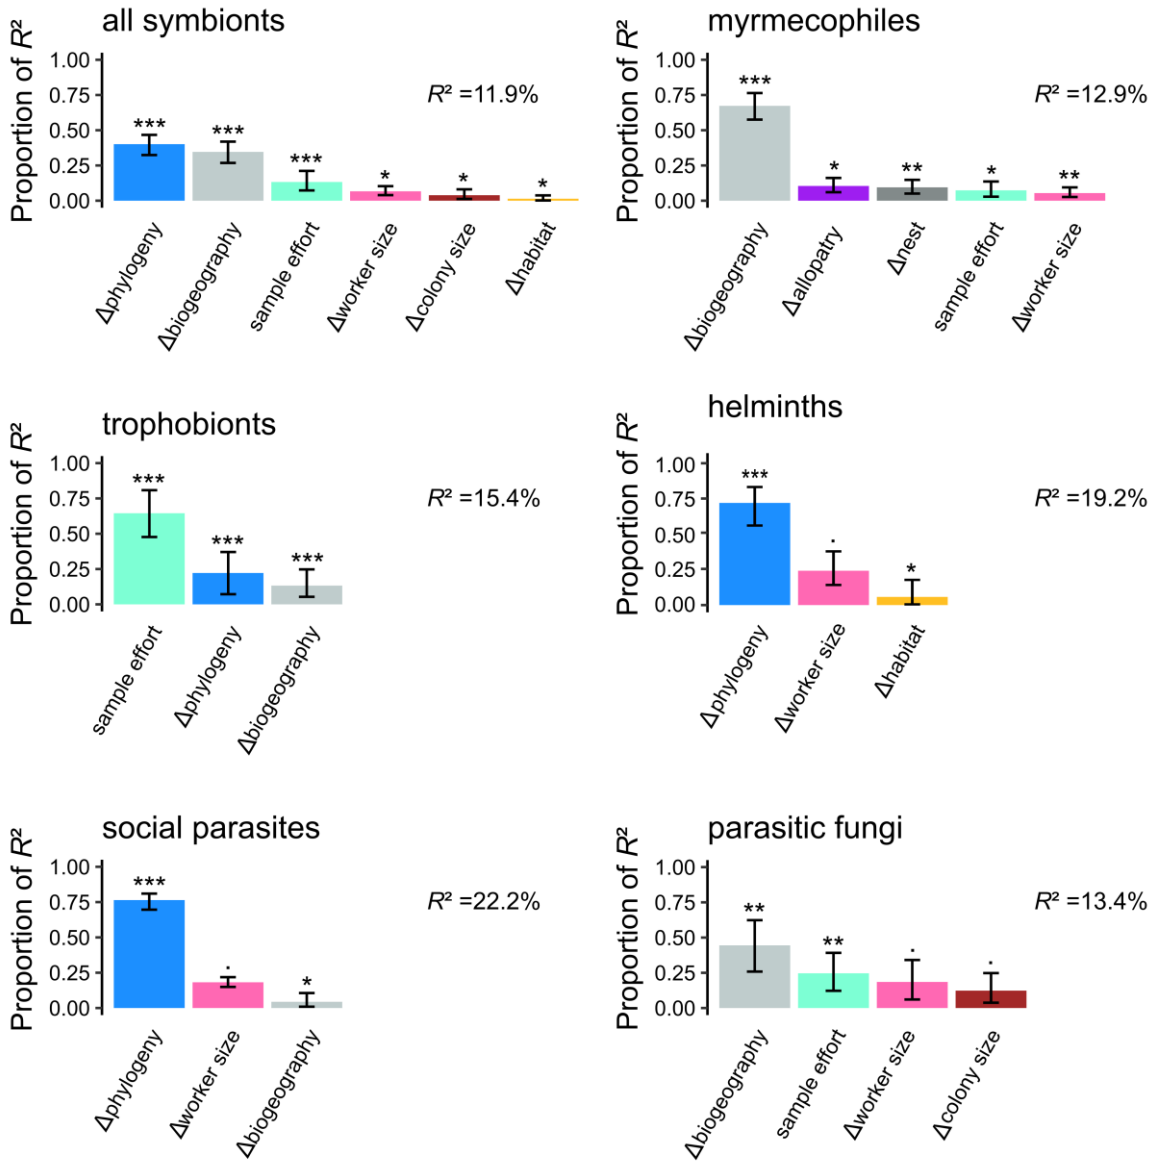 all symbionts
Proportion of R²
1.00
0.75
0.50
0.25
0.00
***
***
***
*
*
*
R² =11.9%
Δphylogeny
Δbiogeography
sample effort
Δworker size
Δcolony size
Δhabitat
myrmecophiles
Proportion of R²
1.00
0.75
0.50
0.25
0.00
***
*
**
*
**
R² =12.9%
Δbiogeography
Δallopatry
Δnest
sample effort
Δworker size
trophobionts
Proportion of R²
1.00
0.75
0.50
0.25
0.00
***
***
***
R² =15.4%
sample effort
Δphylogeny
Δbiogeography
helminths
Proportion of R²
1.00
0.75
0.50
0.25
0.00
***
.
*
R² =19.2%
Δphylogeny
Δworker size
Δhabitat
social parasites
Proportion of R²
1.00
0.75
0.50
0.25
0.00
***
.
*
R² =22.2%
Δphylogeny
Δworker size
Δbiogeography
parasitic fungi
Proportion of R²
1.00
0.75
0.50
0.25
0.00
**
**
.
.
R² =13.4%
Δbiogeography
sample effort
Δworker size
Δcolony size